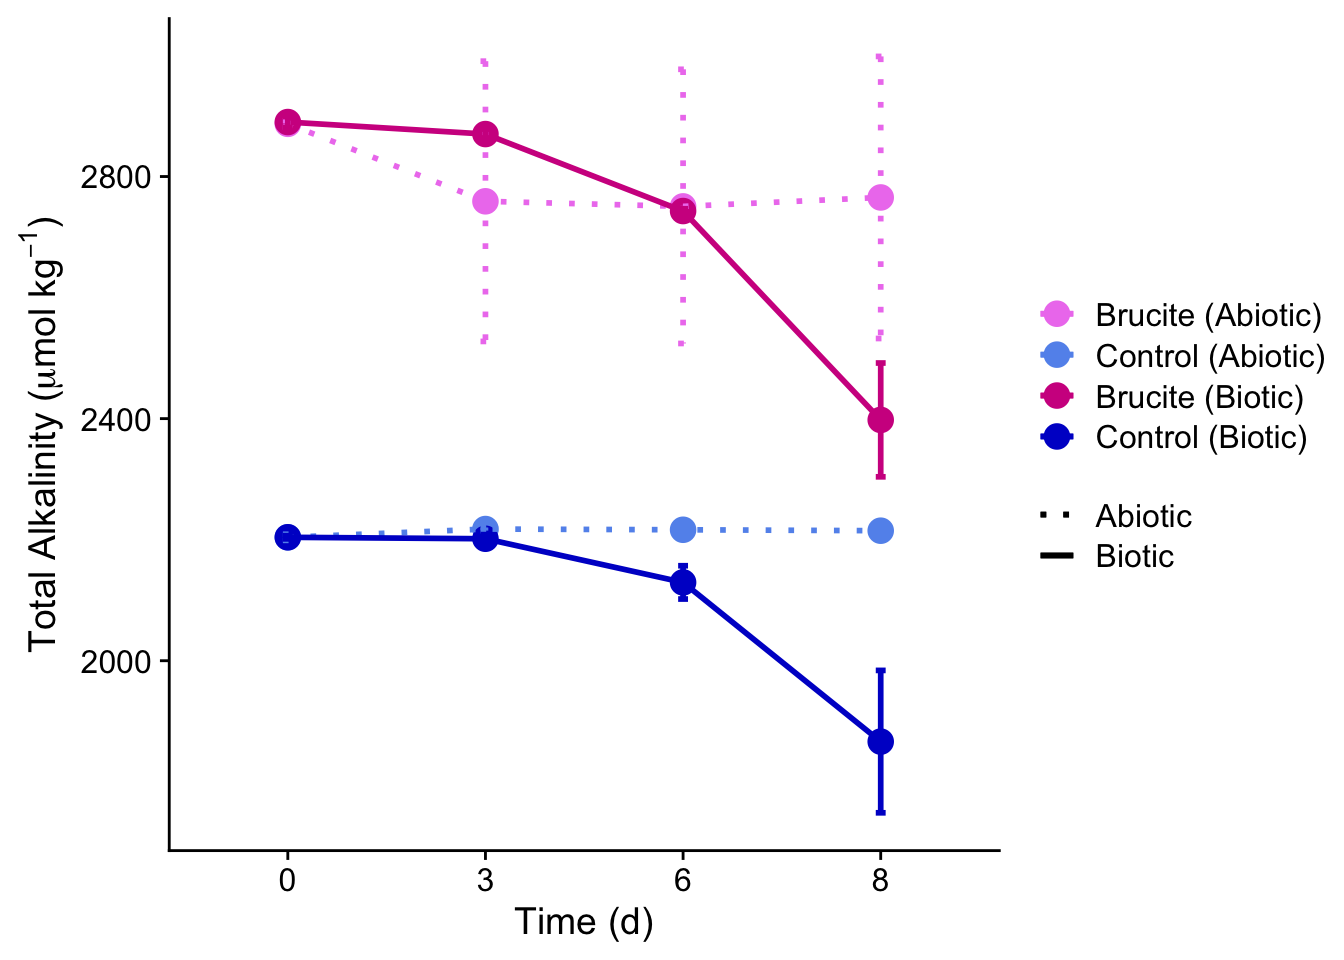 2800
2400
2000
Total Alkalinity (μmol kg⁻¹)
0 3 6 8
Time (d)
Brucite (Abiotic)
Control (Abiotic)
Brucite (Biotic)
Control (Biotic)
Abiotic
Biotic